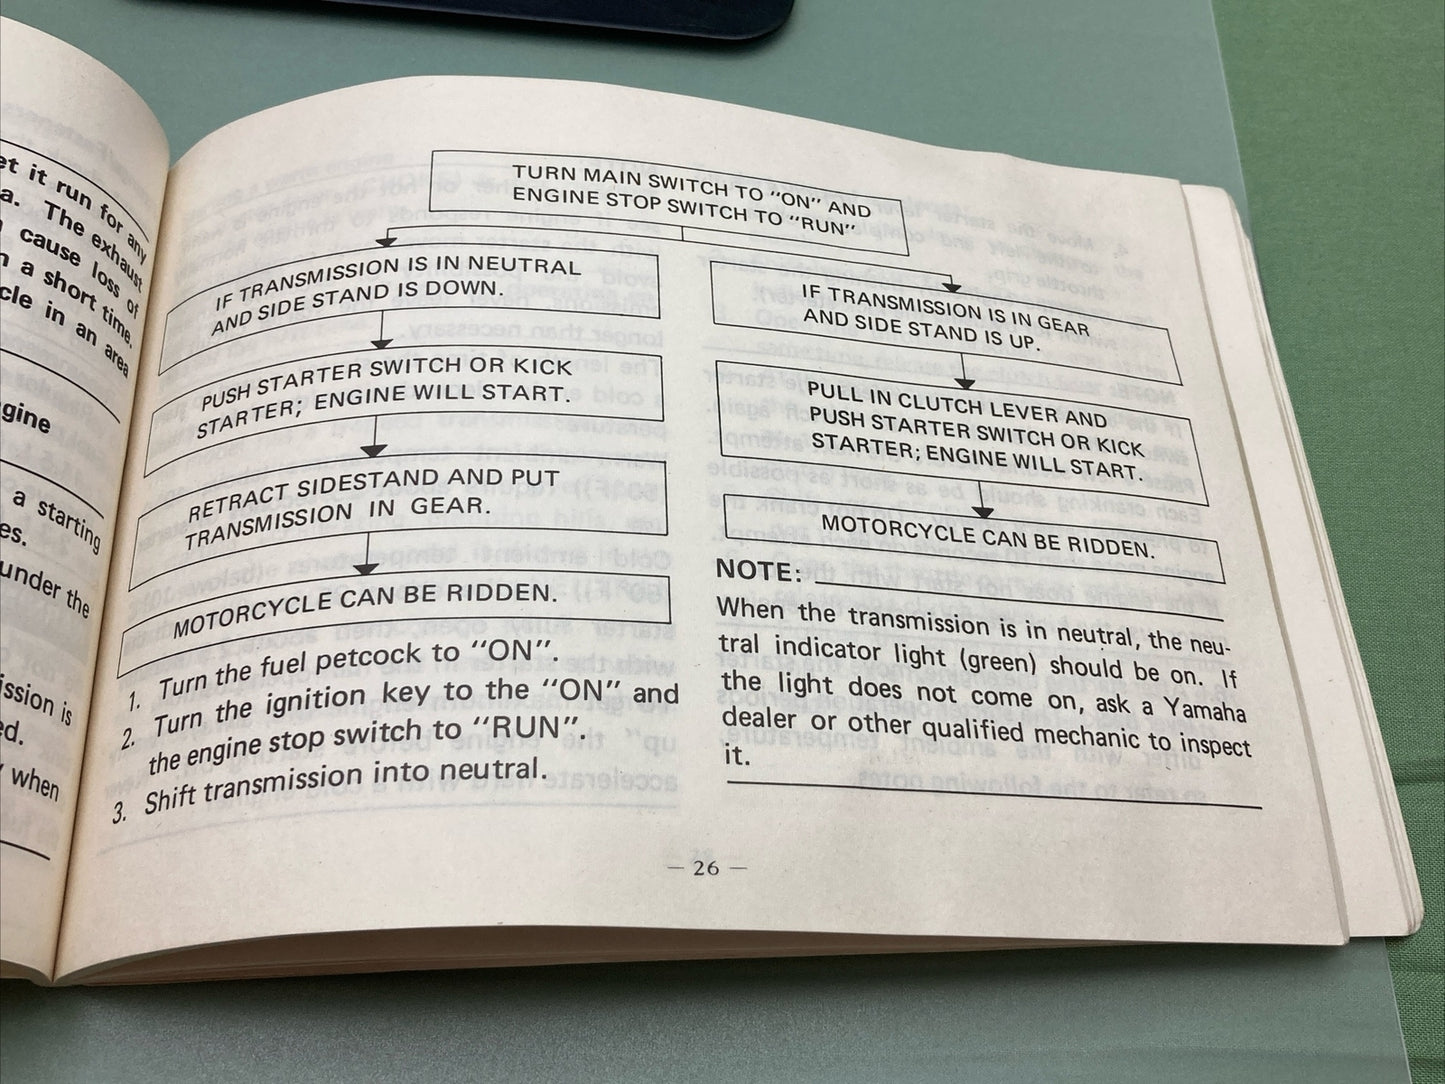 et it run for any
a. The exhaust
cause loss of
n a short time.
cle in an area
gine
a starting
es.
under the
ission is
ed.
when
TURN MAIN SWITCH TO "ON" AND
ENGINE STOP SWITCH TO "RUN"
IF TRANSMISSION IS IN NEUTRAL
AND SIDE STAND IS DOWN.
PUSH STARTER SWITCH OR KICK
STARTER; ENGINE WILL START.
RETRACT SIDESTAND AND PUT
TRANSMISSION IN GEAR.
MOTORCYCLE CAN BE RIDDEN.
1. Turn the fuel petcock to "ON".
2. Turn the ignition key to the "ON" and
the engine stop switch to "RUN".
3. Shift transmission into neutral.
IF TRANSMISSION IS IN GEAR
AND SIDE STAND IS UP.
PULL IN CLUTCH LEVER AND
PUSH STARTER SWITCH OR KICK
STARTER; ENGINE WILL START.
MOTORCYCLE CAN BE RIDDEN.
NOTE:
When the transmission is in neutral, the neu-
tral indicator light (green) should be on. If
the light does not come on, ask a Yamaha
dealer or other qualified mechanic to inspect
it.
— 26 —